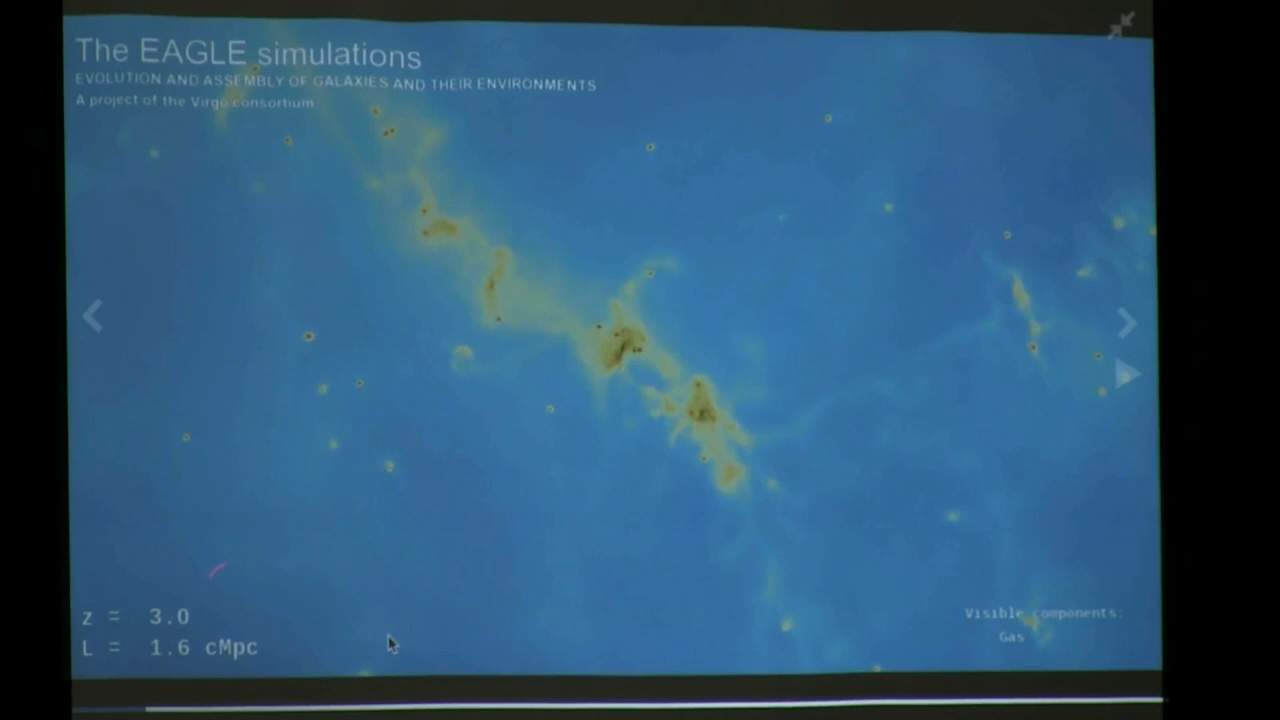 The EAGLE simulations
EVOLUTION AND ASSEMBLY OF GALAXIES AND THEIR ENVIRONMENTS
A project of the Virgo consortium
z = 3.0
L = 1.6 cMpc
Visible components:
Gas